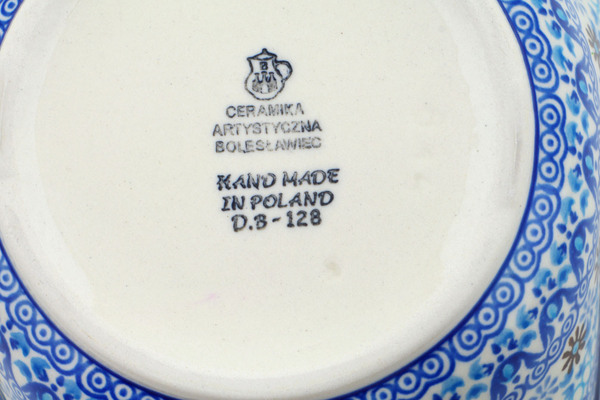 CERAMIKA
ARTYSTYCZNA
BOLESŁAWIEC
HAND MADE
IN POLAND
D.B-128